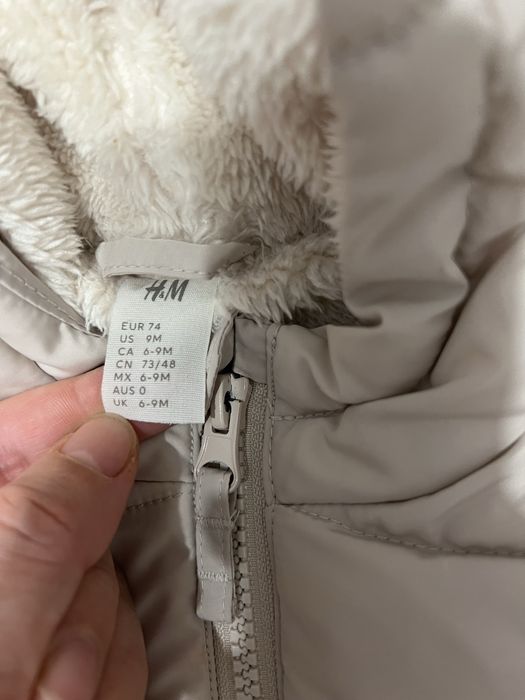 H&M
EUR 74
US 9M
CA 6-9M
CN 73/48
MX 6-9M
AUS 0
UK 6-9M